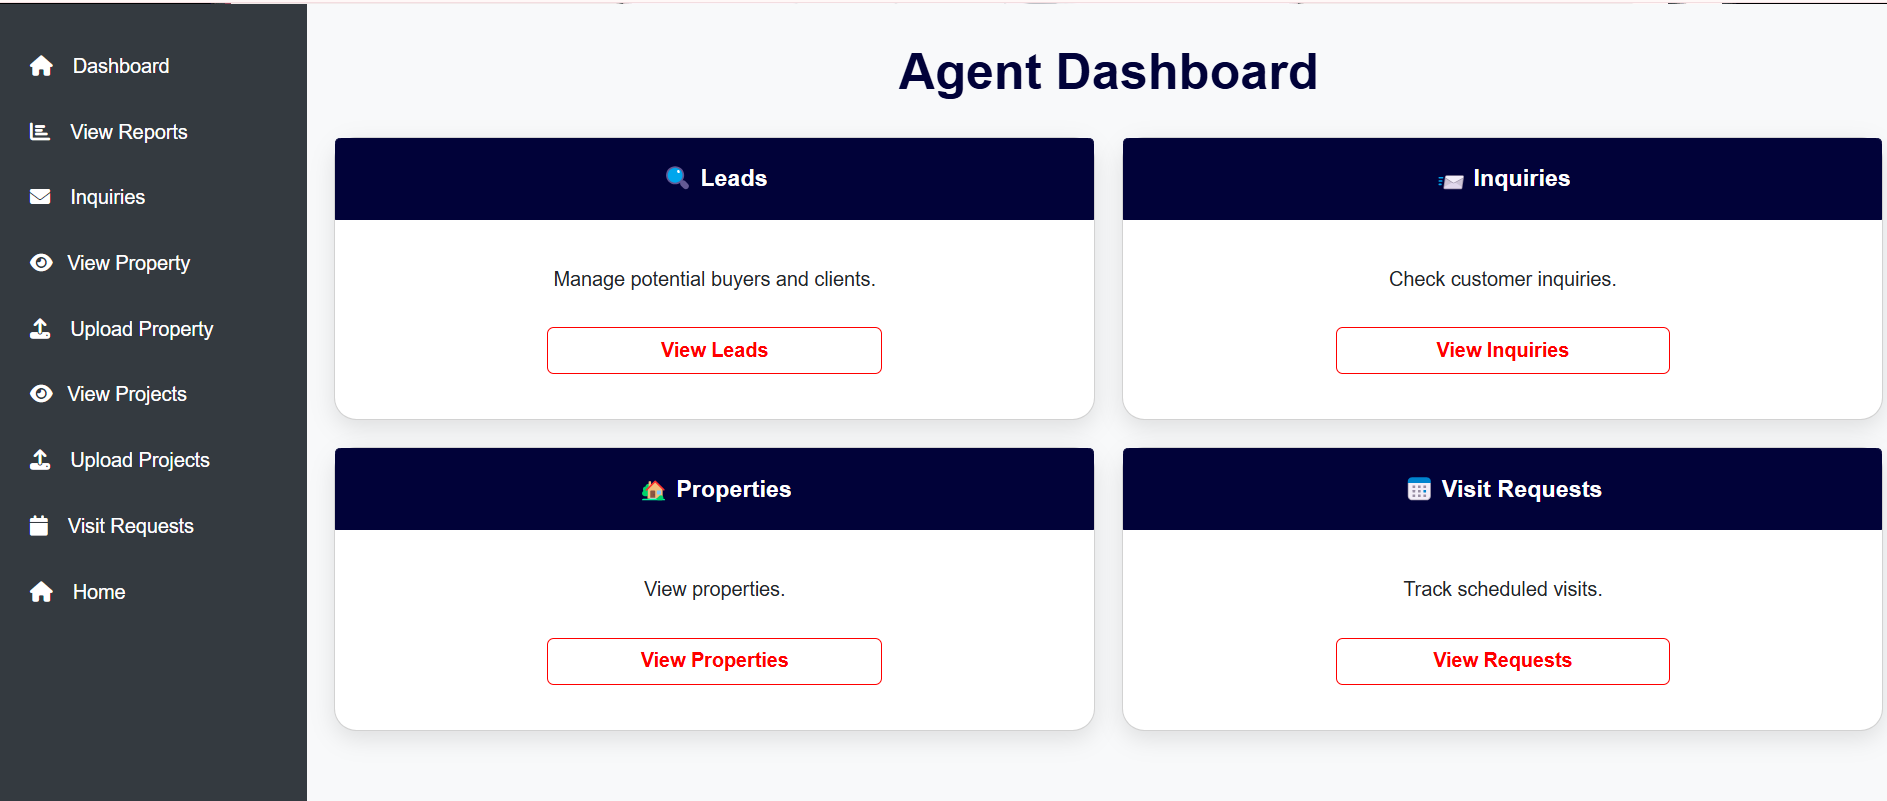 Dashboard
View Reports
Inquiries
View Property
Upload Property
View Projects
Upload Projects
Visit Requests
Home
Agent Dashboard
Leads
Manage potential buyers and clients.
View Leads
Inquiries
Check customer inquiries.
View Inquiries
Properties
View properties.
View Properties
Visit Requests
Track scheduled visits.
View Requests